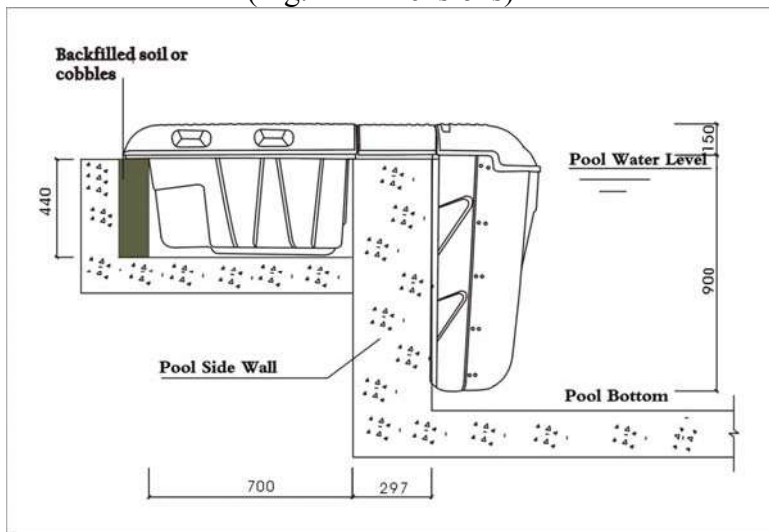 Backfilled soil or
cobbles
150
Pool Water Level
440
900
Pool Side Wall
Pool Bottom
700
297